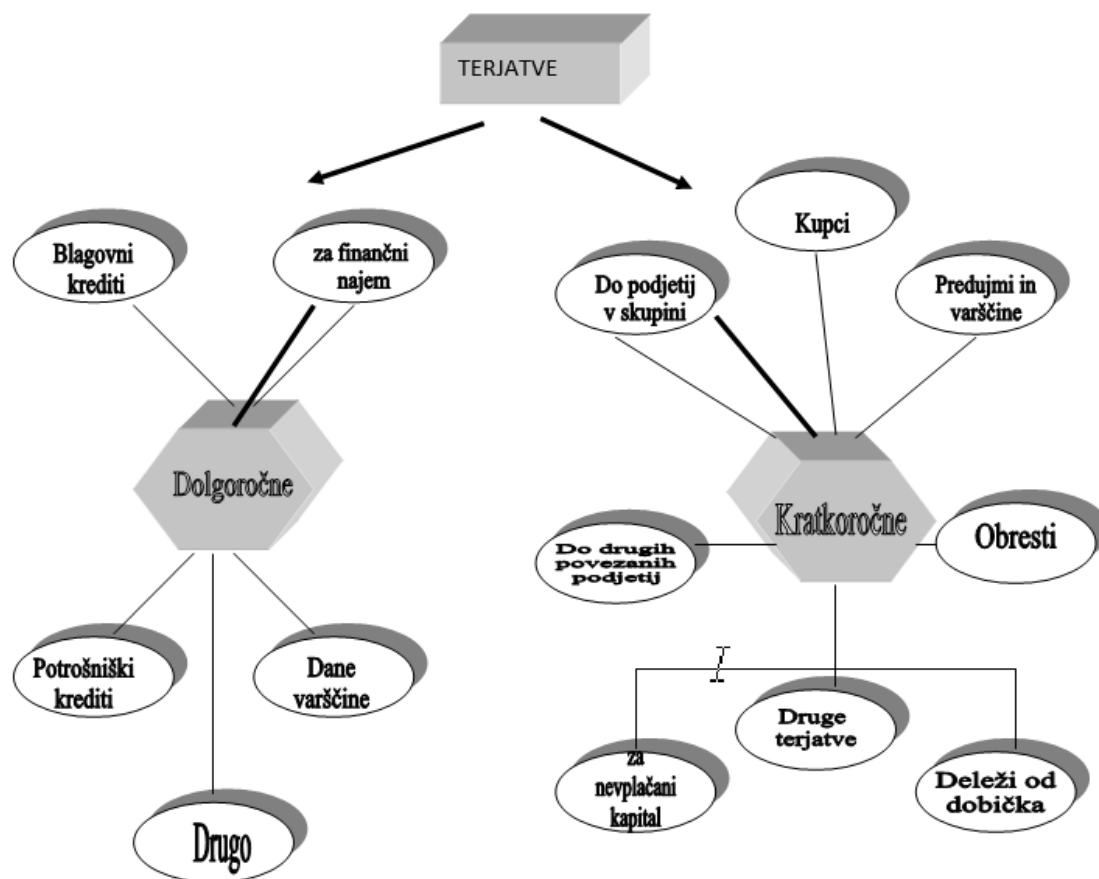 TERJATVE
Blagovni
krediti
za finančni
najem
Dolgoročne
Potrošniški
krediti
Dane
varščine
Drugo
Kupci
Do podjetij
v skupini
Predujmi in
varščine
Kratkoročne
Do drugih
povezanih
podjetij
Obresti
za
nevplačani
kapital
Druge
terjatve
Deleži od
dobička